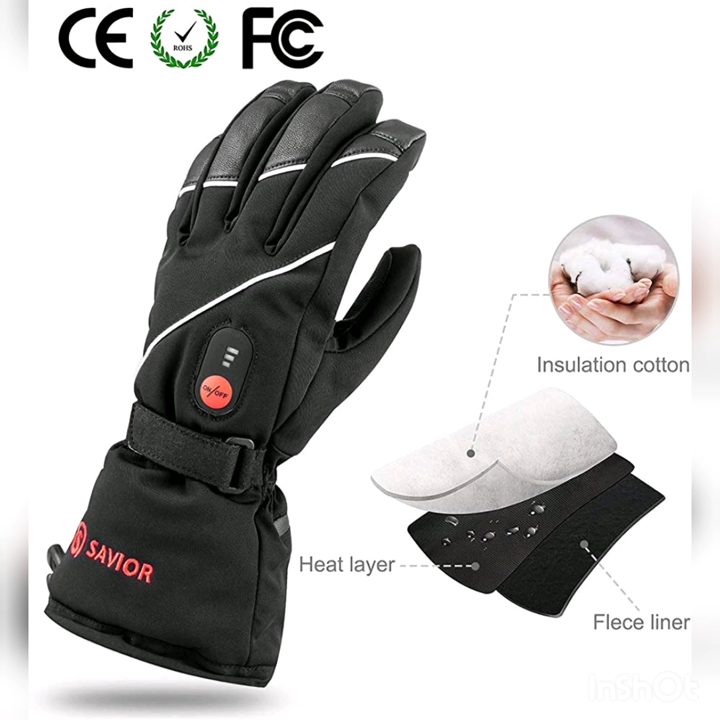 CE RoHS FC
Insulation cotton
ON/OFF
SAVIOR
Heat layer
Flece liner
InShOt